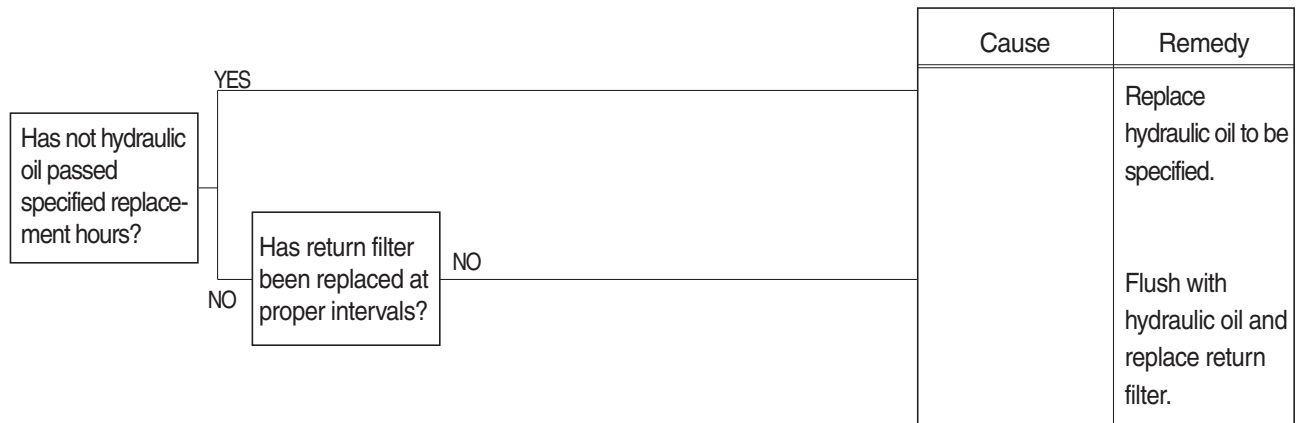 Cause
Remedy
YES
Replace
hydraulic oil to be
specified.
Has not hydraulic
oil passed
specified replace-
ment hours?
Has return filter
been replaced at
proper intervals?
NO
NO
Flush with
hydraulic oil and
replace return
filter.